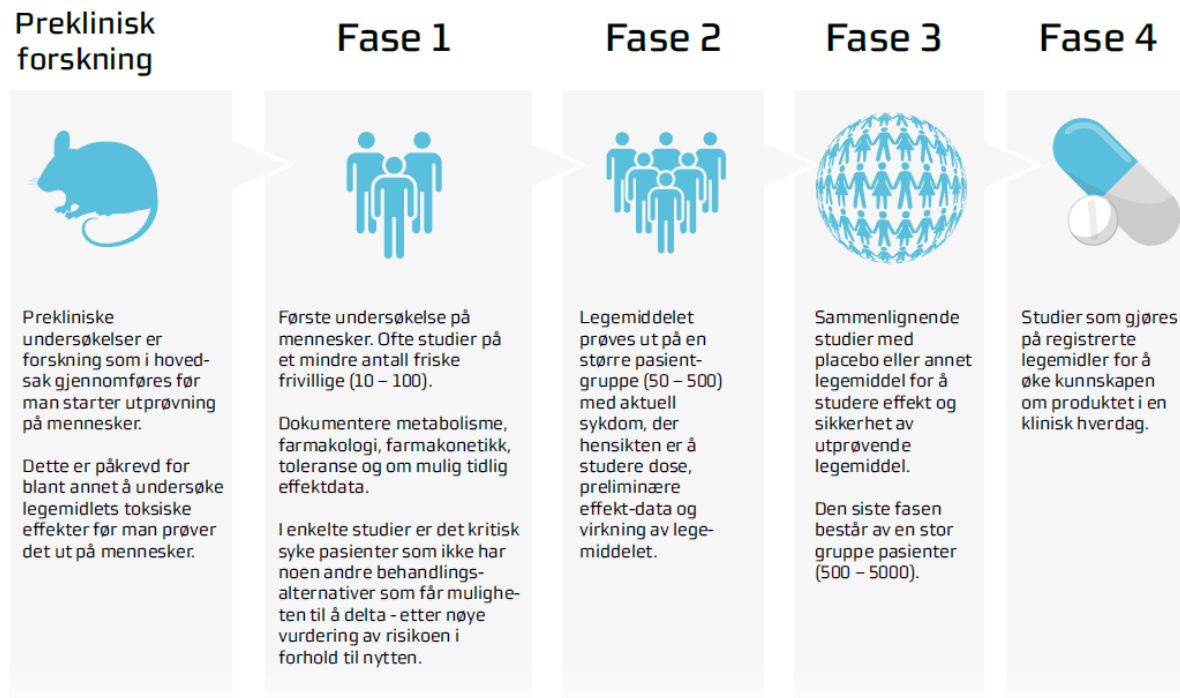 Preklinisk
forskning
Fase 1
Fase 2
Fase 3
Fase 4
Prekliniske
undersøkelser er
forskning som i hoved-
sak gjennomføres før
man starter utprøvning
på mennesker.
Dette er påkrevd for
blant annet å undersøke
legemidlets toksiske
effekter før man prøver
det ut på mennesker.
Første undersøkelse på
mennesker. Ofte studier på
et mindre antall friske
frivillige (10 – 100).
Dokumentere metabolisme,
farmakologi, farmakonetikk,
toleranse og om mulig tidlig
effektdata.
I enkelte studier er det kritisk
syke pasienter som ikke har
noen andre behandlings-
alternativer som får mulighe-
ten til å delta - etter nøye
vurdering av risikoen i
forhold til nytten.
Legemiddelet
prøves ut på en
større pasient-
gruppe (50 – 500)
med aktuell
sykdom, der
hensikten er å
studere dose,
preliminære
effekt-data og
virkning av lege-
middelet.
Sammenlignende
studier med
placebo eller annet
legemiddel for å
studere effekt og
sikkerhet av
utprøvende
legemiddel.
Den siste fasen
består av en stor
gruppe pasienter
(500 – 5000).
Studier som gjøres
på registrerte
legemidler for å
øke kunnskapen
om produktet i en
klinisk hverdag.